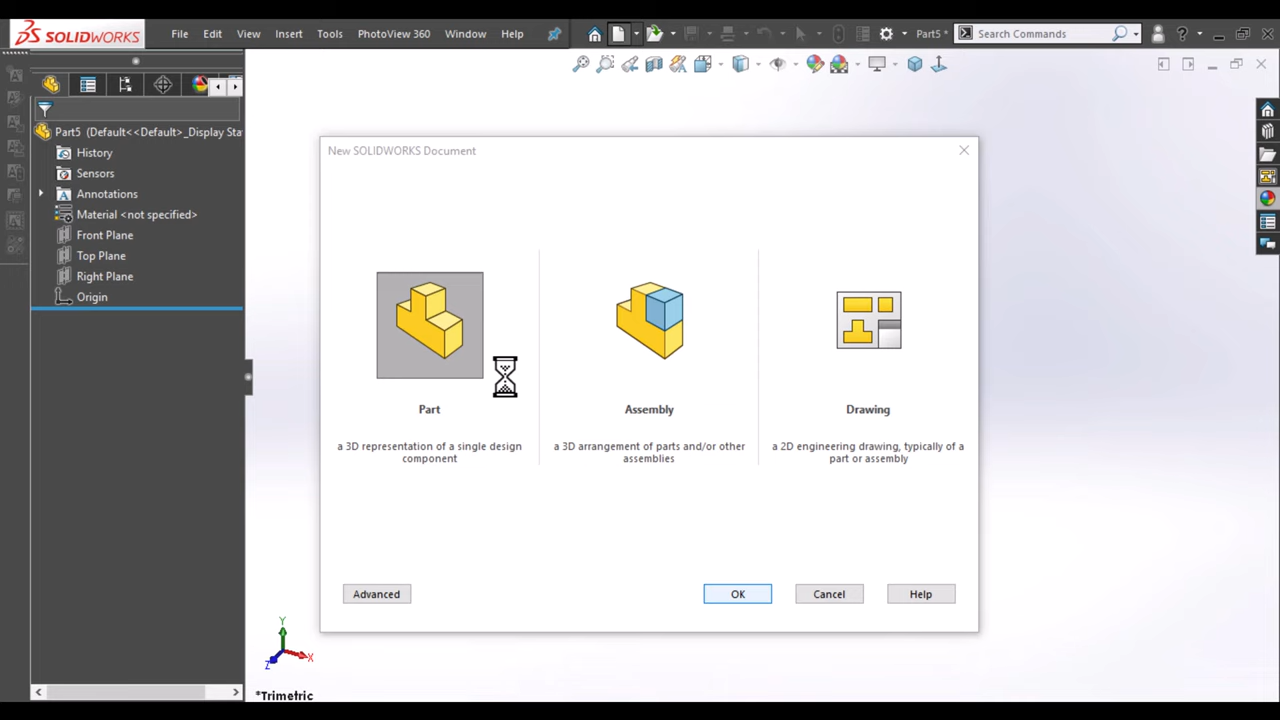 SOLIDWORKS File Edit View Insert Tools PhotoView 360 Window Help Part5 * Search Commands ?
Part5 (Default<<Default>_Display Sta
History
Sensors
Annotations
Material <not specified>
Front Plane
Top Plane
Right Plane
Origin
New SOLIDWORKS Document
Part Assembly Drawing
a 3D representation of a single design a 3D arrangement of parts and/or other a 2D engineering drawing, typically of a
component assemblies part or assembly
Advanced OK Cancel Help
Y
Z X
*Trimetric